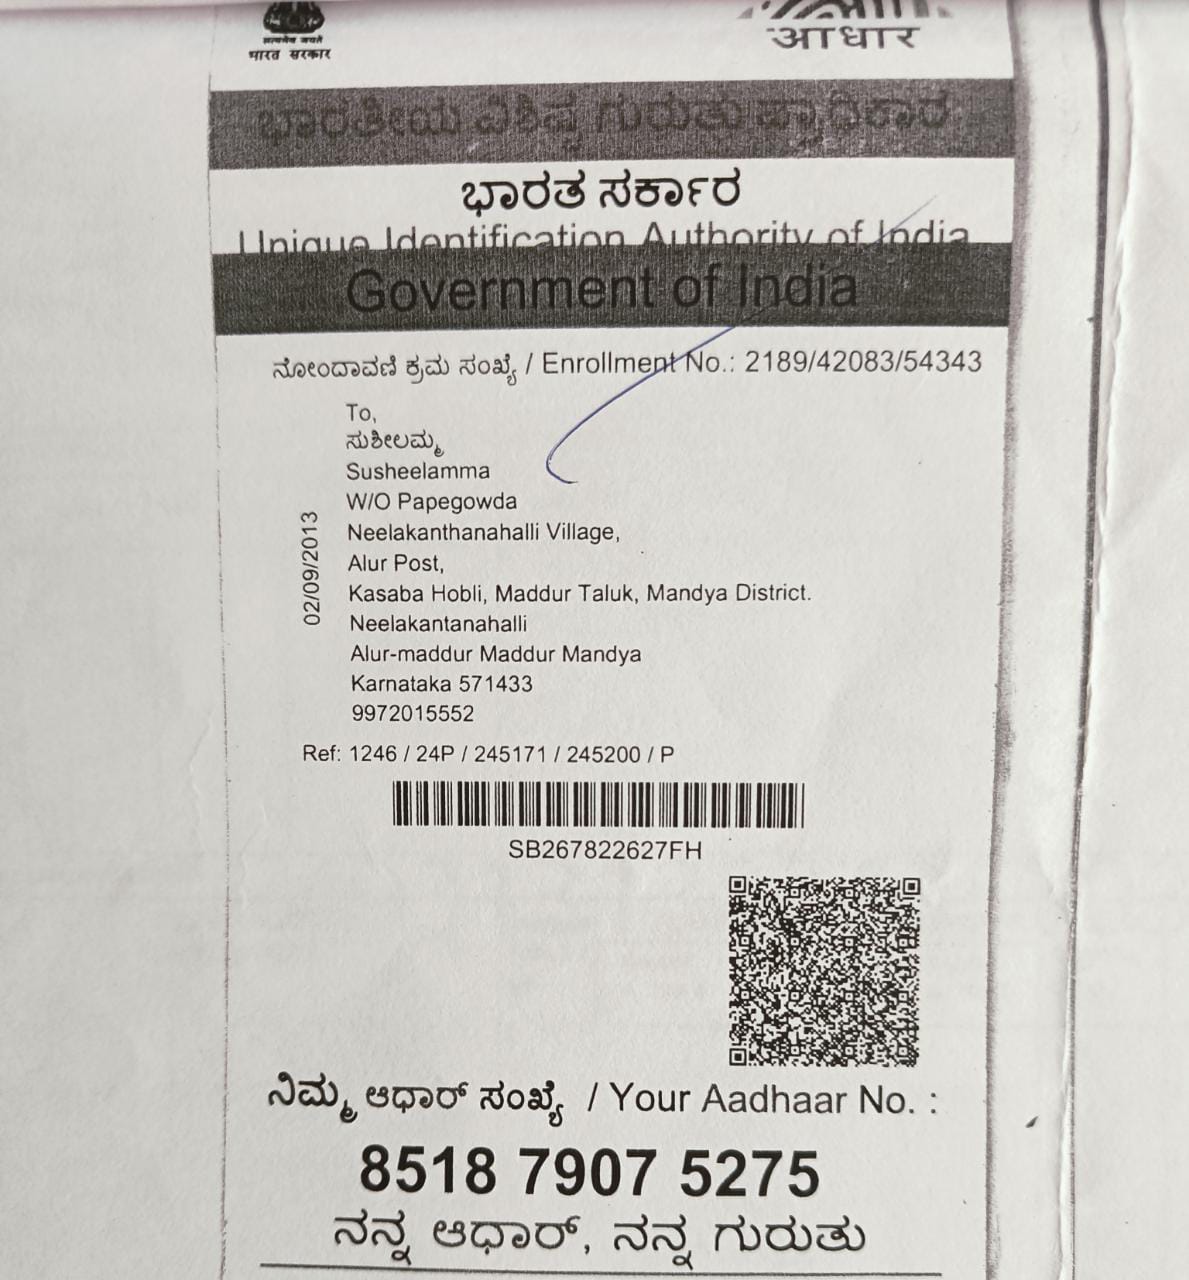 सत्यमेव जयते
भारत सरकार
आधार
ಭಾರತೀಯ ವಿಶಿಷ್ಟ ಗುರುತು ಪ್ರಾಧಿಕಾರ
ಭಾರತ ಸರ್ಕಾರ
Unique Identification Authority of India
Government of India
ನೋಂದಾವಣಿ ಕ್ರಮ ಸಂಖ್ಯೆ / Enrollment No.: 2189/42083/54343
To,
ಸುಶೀಲಮ್ಮ
Susheelamma
W/O Papegowda
Neelakanthanahalli Village,
Alur Post,
Kasaba Hobli, Maddur Taluk, Mandya District.
Neelakantanahalli
Alur-maddur Maddur Mandya
Karnataka 571433
9972015552
02/09/2013
Ref: 1246 / 24P / 245171 / 245200 / P
SB267822627FH
ನಿಮ್ಮ ಆಧಾರ್ ಸಂಖ್ಯೆ / Your Aadhaar No. :
8518 7907 5275
ನನ್ನ ಆಧಾರ್, ನನ್ನ ಗುರುತು